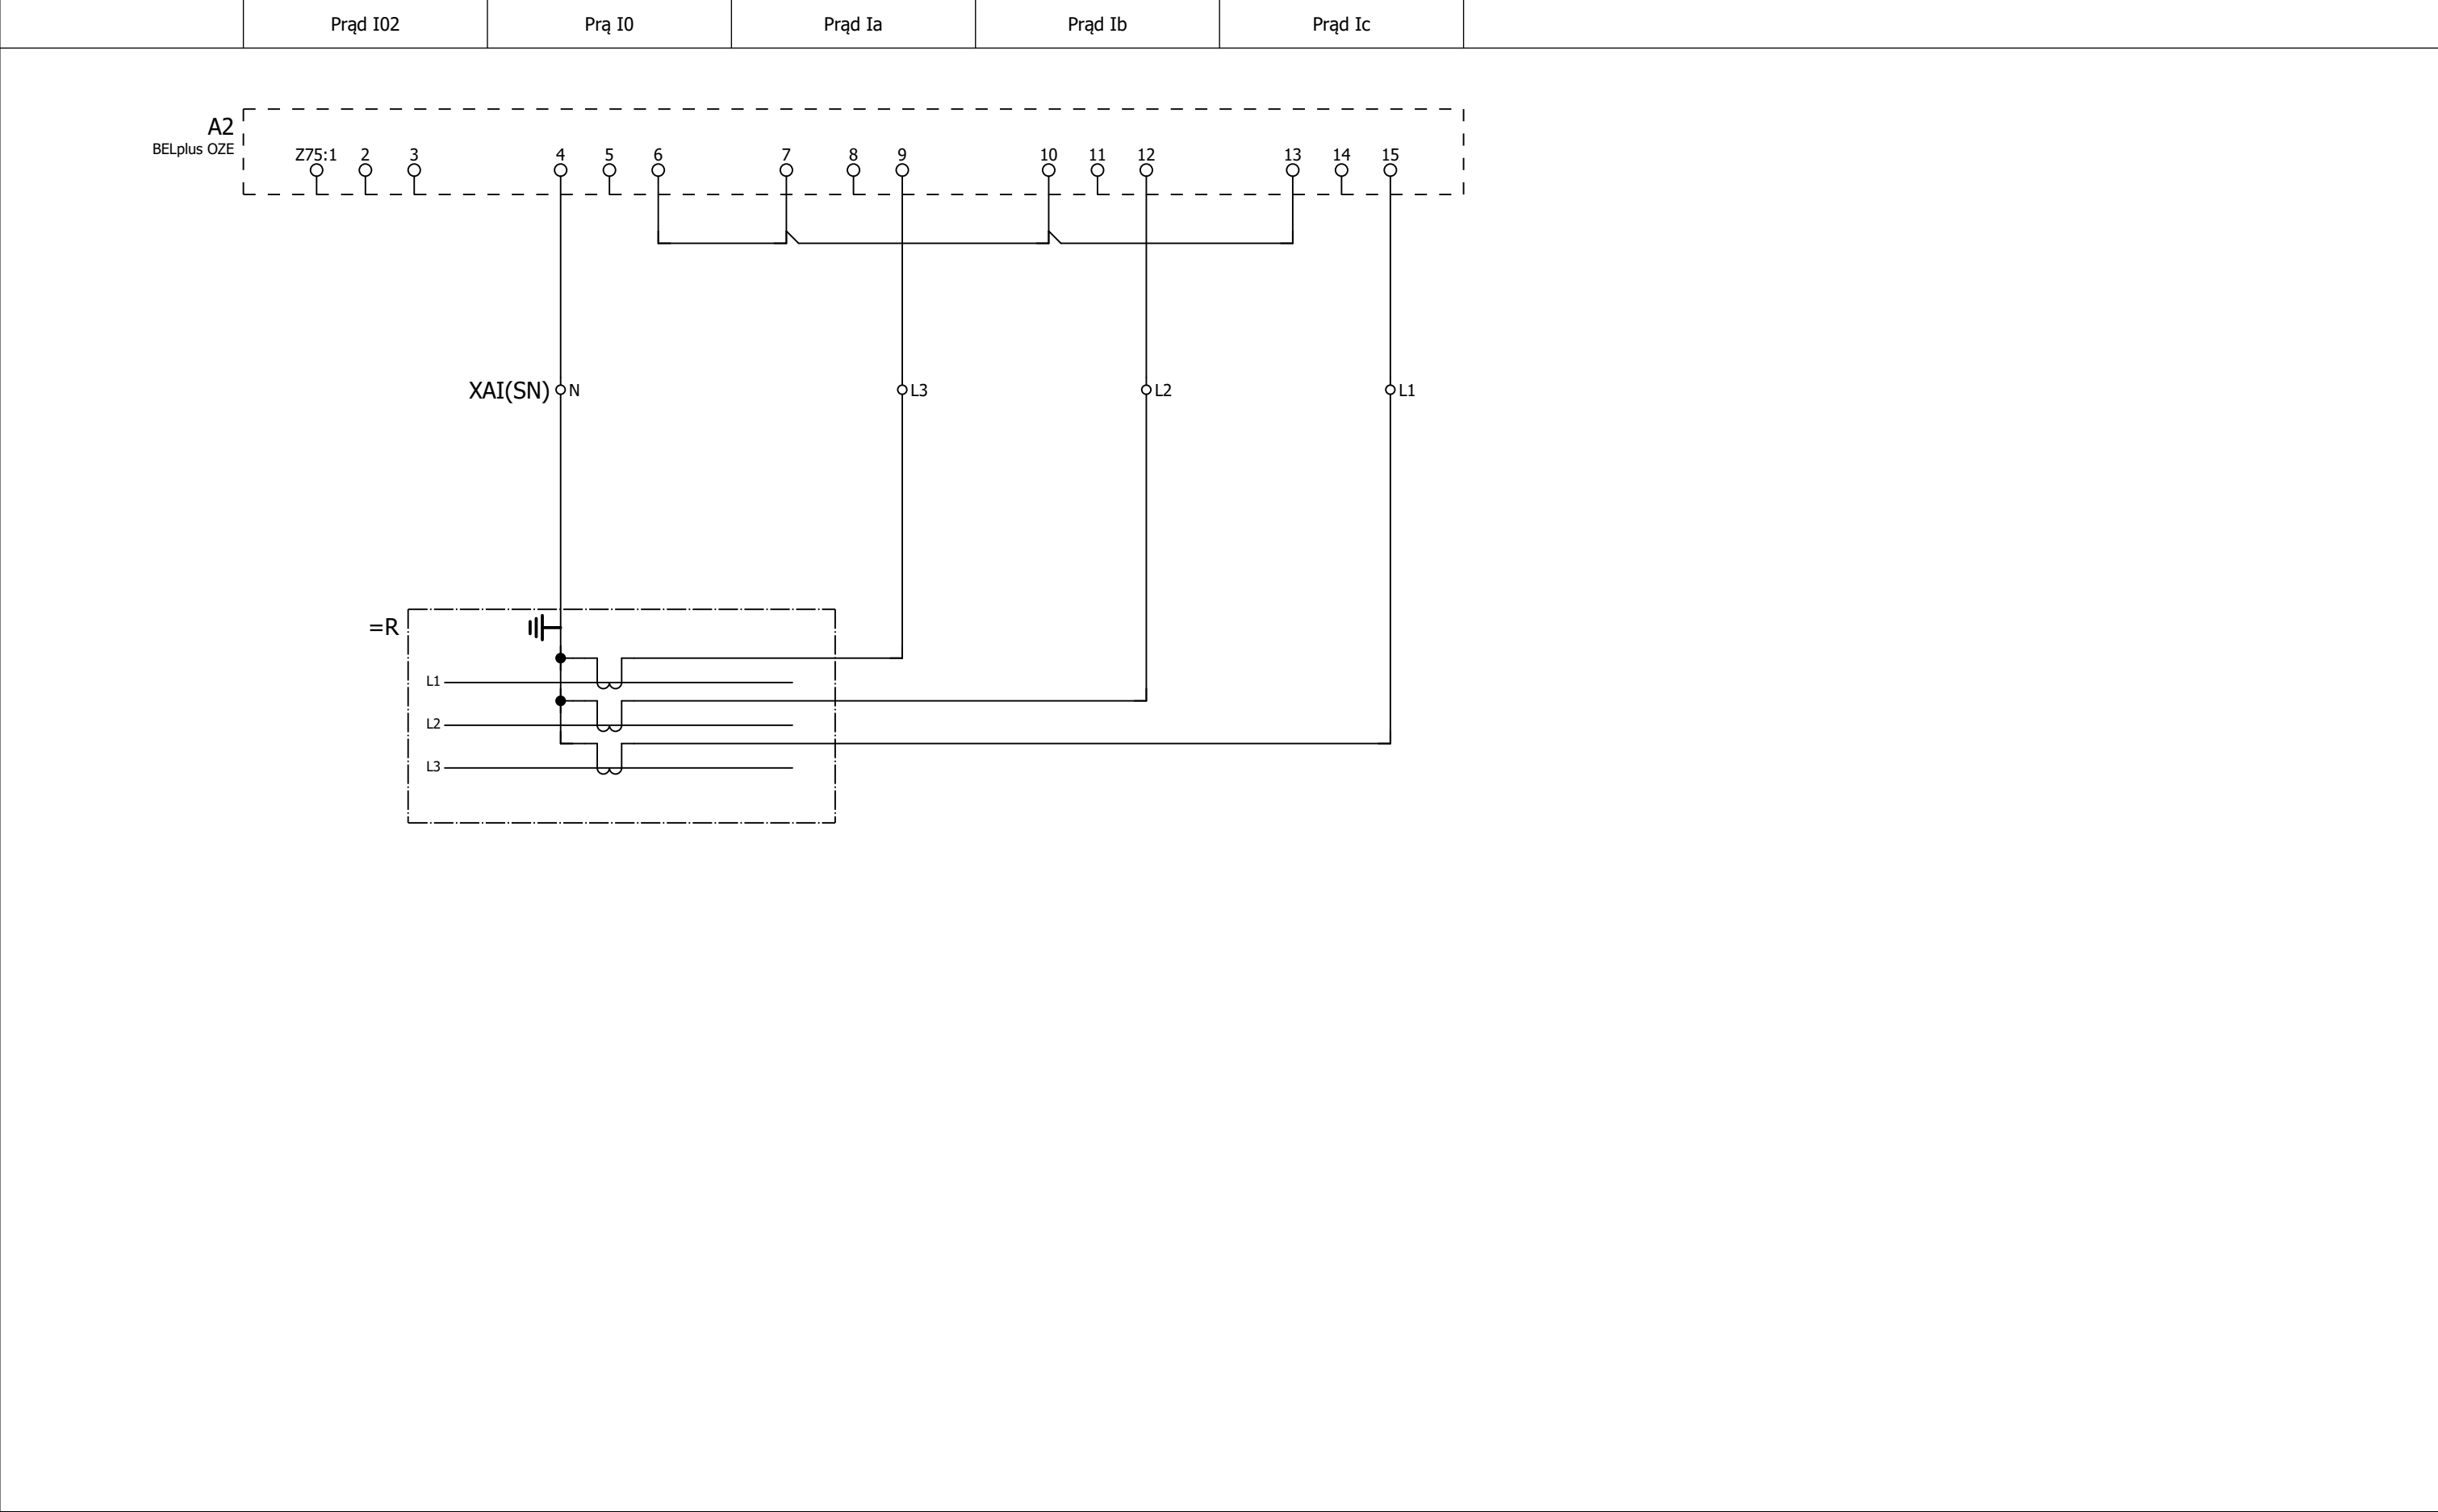 Prąd I02 Prą I0 Prąd Ia Prąd Ib Prąd Ic
A2
BELplus OZE
Z75:1 2 3 4 5 6 7 8 9 10 11 12 13 14 15
XAI(SN) N L3 L2 L1
=R
L1
L2
L3